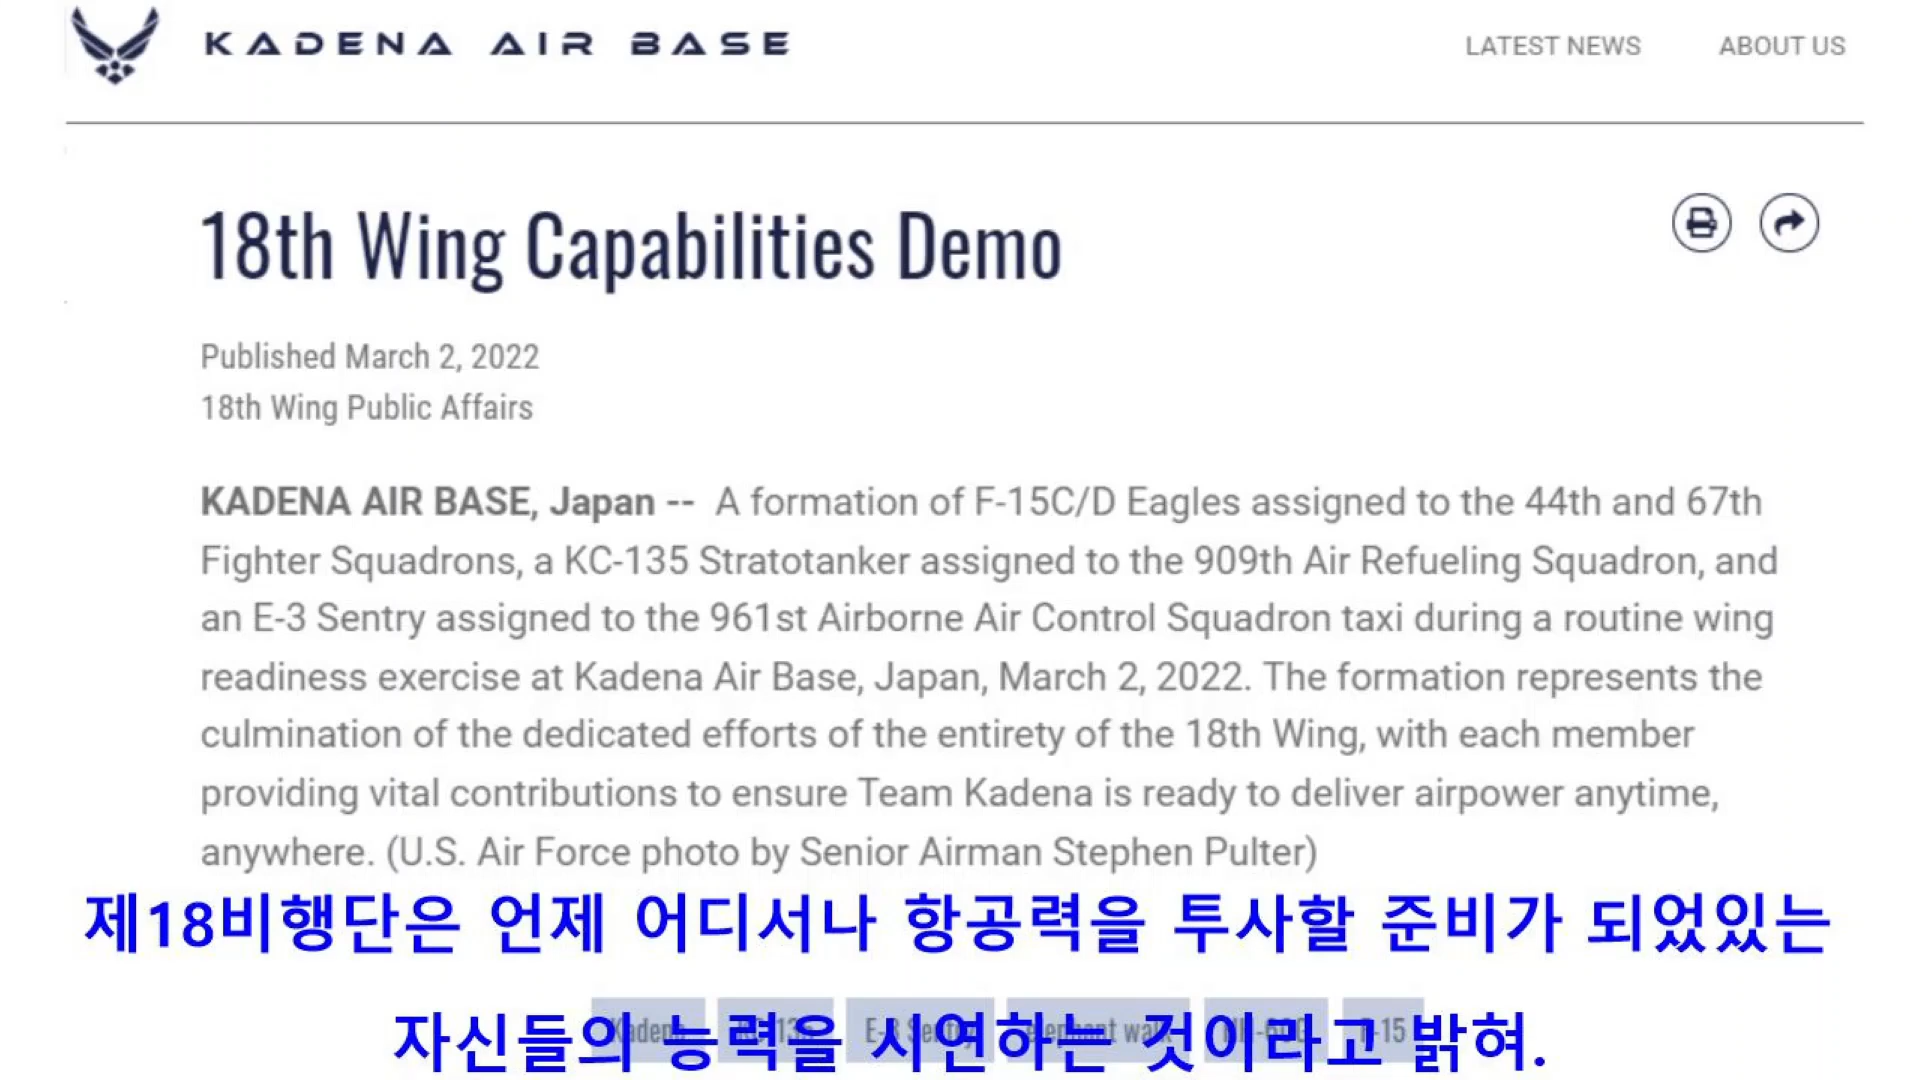 KADENA AIR BASE
LATEST NEWS
ABOUT US
18th Wing Capabilities Demo
Published March 2, 2022
18th Wing Public Affairs
KADENA AIR BASE, Japan -- A formation of F-15C/D Eagles assigned to the 44th and 67th
Fighter Squadrons, a KC-135 Stratotanker assigned to the 909th Air Refueling Squadron, and
an E-3 Sentry assigned to the 961st Airborne Air Control Squadron taxi during a routine wing
readiness exercise at Kadena Air Base, Japan, March 2, 2022. The formation represents the
culmination of the dedicated efforts of the entirety of the 18th Wing, with each member
providing vital contributions to ensure Team Kadena is ready to deliver airpower anytime,
anywhere. (U.S. Air Force photo by Senior Airman Stephen Pulter)
제18비행단은 언제 어디서나 항공력을 투사할 준비가 되었있는
자신들의 능력을 시연하는 것이라고 밝혀.
Kadena
E-3 Sentry
elephant walk